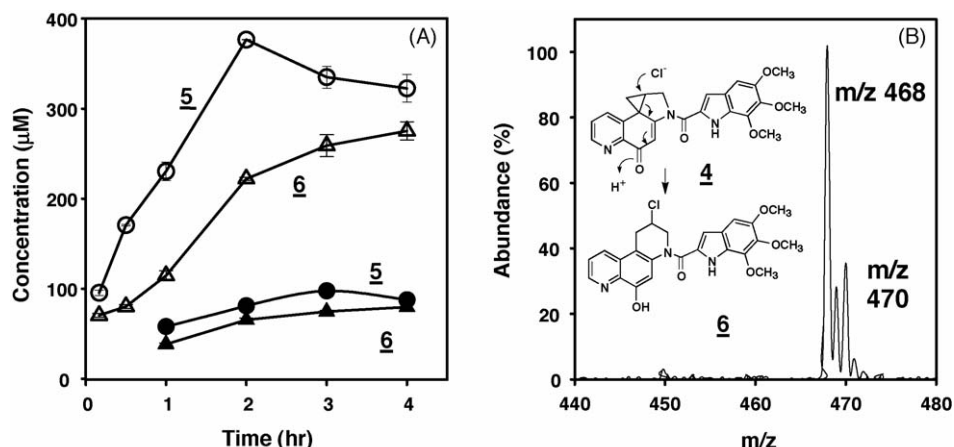 (A)
Concentration (µM)
400
300
200
100
0
5
6
5
6
0
1
2
3
4
Time (hr)
(B)
Abundance (%)
100
80
60
40
20
0
m/z 468
m/z
470
Cl⁻
OCH₃
OCH₃
OCH₃
N
N
O
NH
O
H⁺
4
Cl
OCH₃
OCH₃
OCH₃
N
N
O
NH
OH
6
440
450
460
470
480
m/z